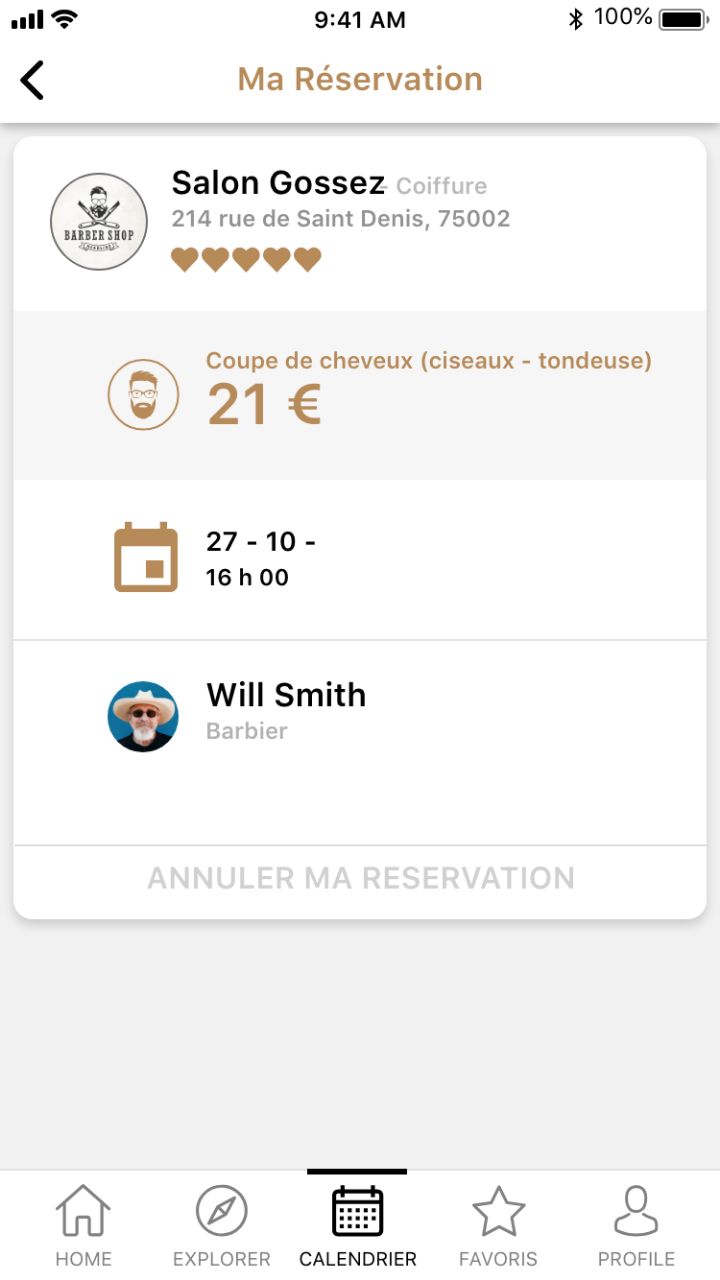 9:41 AM 100%
Ma Réservation
Salon Gossez - Coiffure
214 rue de Saint Denis, 75002
BARBER SHOP
Coupe de cheveux (ciseaux - tondeuse)
21 €
27 - 10 -
16 h 00
Will Smith
Barbier
ANNULER MA RESERVATION
HOME EXPLORER CALENDRIER FAVORIS PROFILE